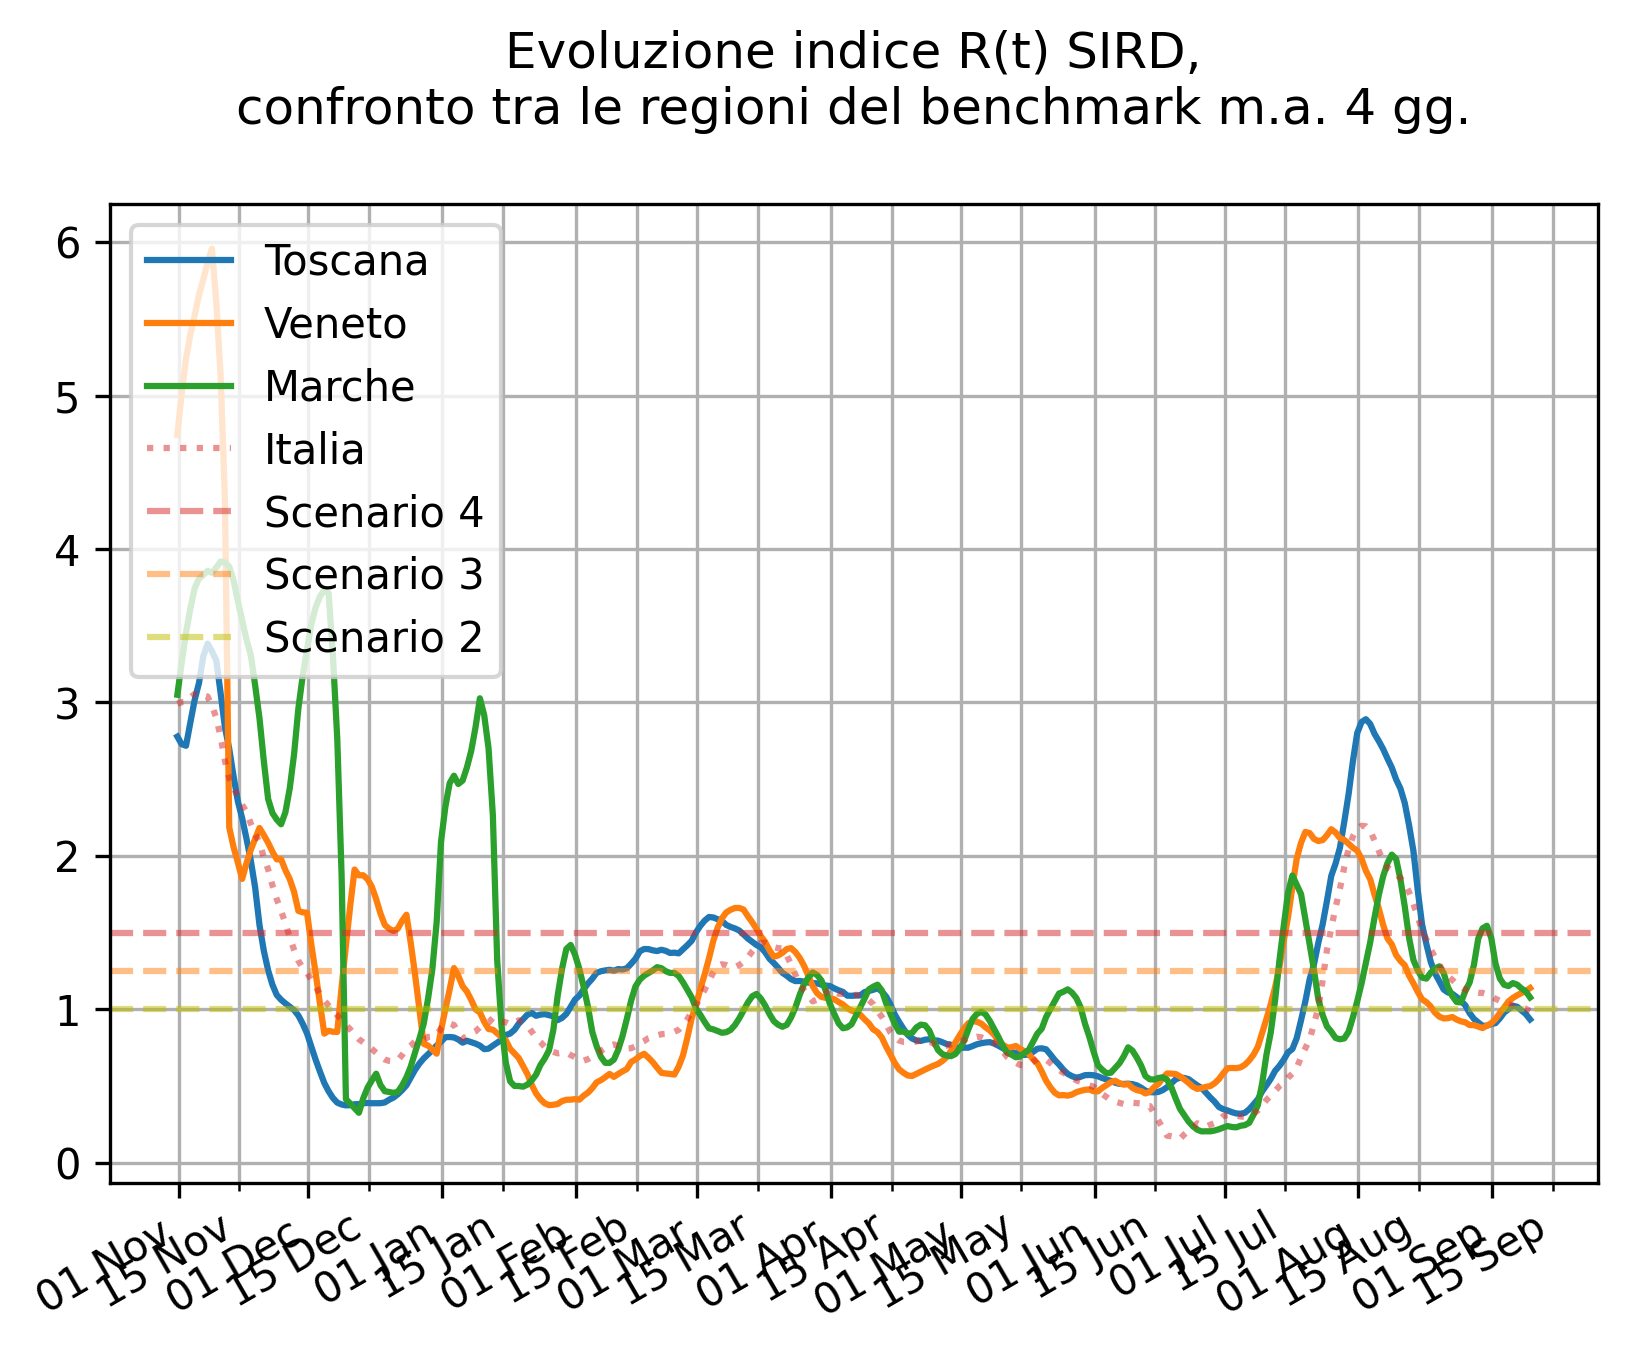 Evoluzione indice R(t) SIRD,
confronto tra le regioni del benchmark m.a. 4 gg.
6
5
4
3
2
1
0
Toscana
Veneto
Marche
Italia
Scenario 4
Scenario 3
Scenario 2
01 Nov
15 Nov
01 Dec
15 Dec
01 Jan
15 Jan
01 Feb
15 Feb
01 Mar
15 Mar
01 Apr
15 Apr
01 May
15 May
01 Jun
15 Jun
01 Jul
15 Jul
01 Aug
15 Aug
01 Sep
15 Sep